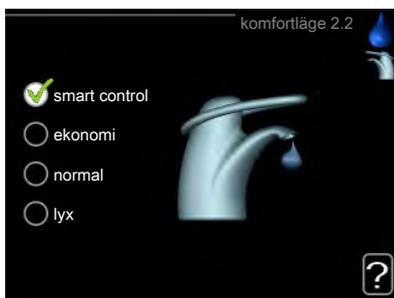 komfortläge 2.2
smart control
ekonomi
normal
lyx
?